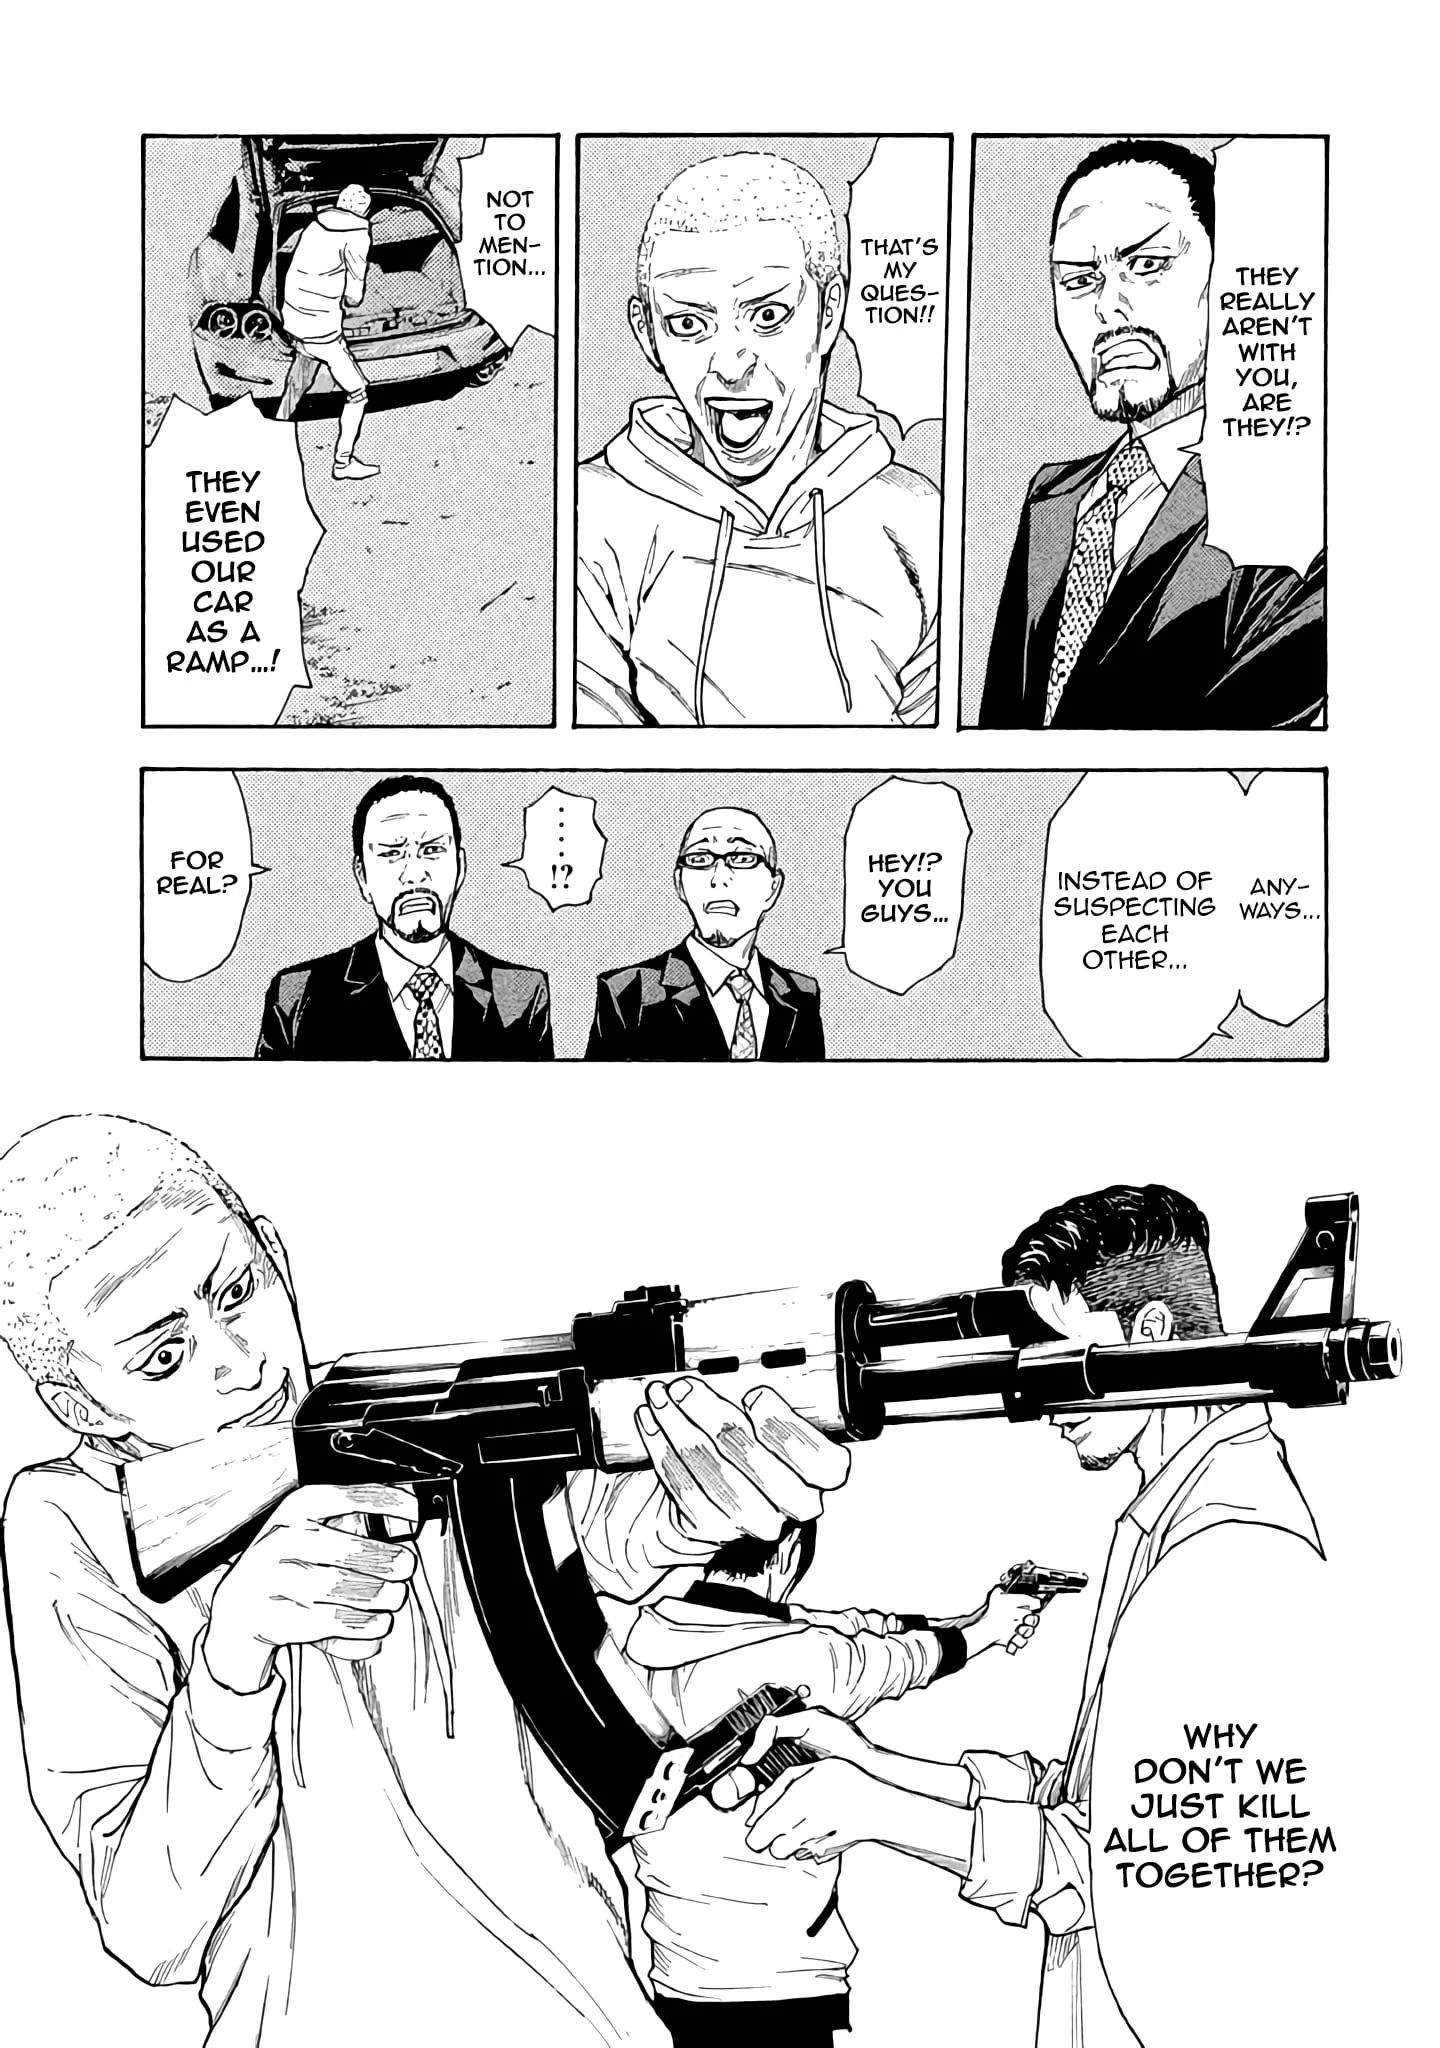 THEY
REALLY
AREN'T
WITH
YOU,
ARE
THEY!?
THAT'S
MY
QUES-
TION!!
NOT
TO
MEN-
TION...
THEY
EVEN
USED
OUR
CAR
AS A
RAMP...!
ANY-
WAYS...
INSTEAD OF
SUSPECTING
EACH
OTHER...
HEY!?
YOU
GUYS...
.....
!?
FOR
REAL?
WHY
DON'T WE
JUST KILL
ALL OF THEM
TOGETHER?